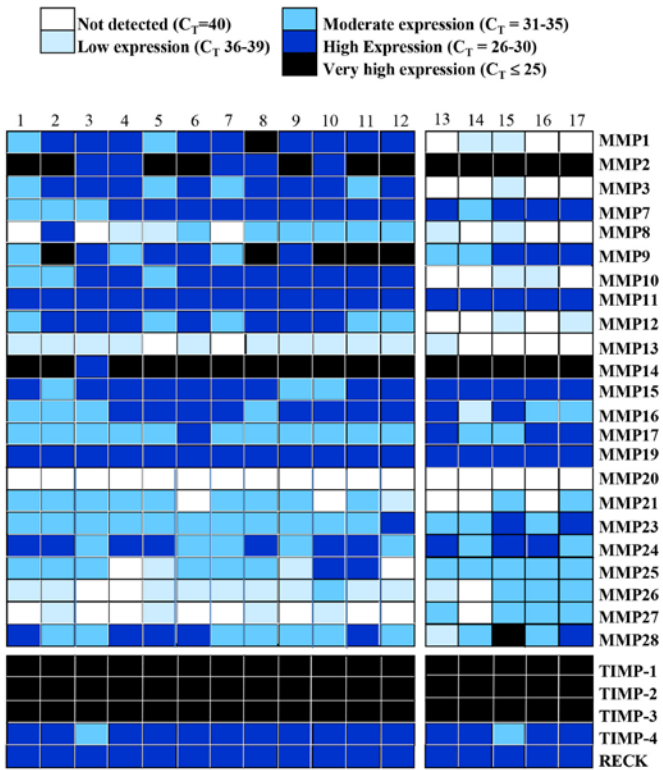 Not detected (CT=40)
Low expression (CT 36-39)
Moderate expression (CT = 31-35)
High Expression (CT = 26-30)
Very high expression (CT ≤ 25)
1 2 3 4 5 6 7 8 9 10 11 12 13 14 15 16 17
MMP1
MMP2
MMP3
MMP7
MMP8
MMP9
MMP10
MMP11
MMP12
MMP13
MMP14
MMP15
MMP16
MMP17
MMP19
MMP20
MMP21
MMP23
MMP24
MMP25
MMP26
MMP27
MMP28
TIMP-1
TIMP-2
TIMP-3
TIMP-4
RECK